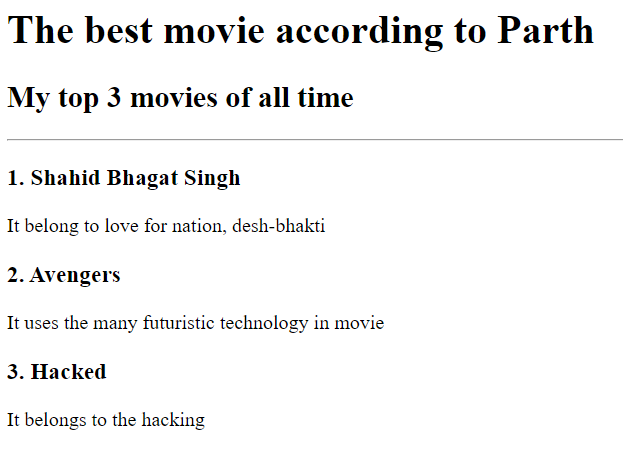 The best movie according to Parth
My top 3 movies of all time
1. Shahid Bhagat Singh
It belong to love for nation, desh-bhakti
2. Avengers
It uses the many futuristic technology in movie
3. Hacked
It belongs to the hacking